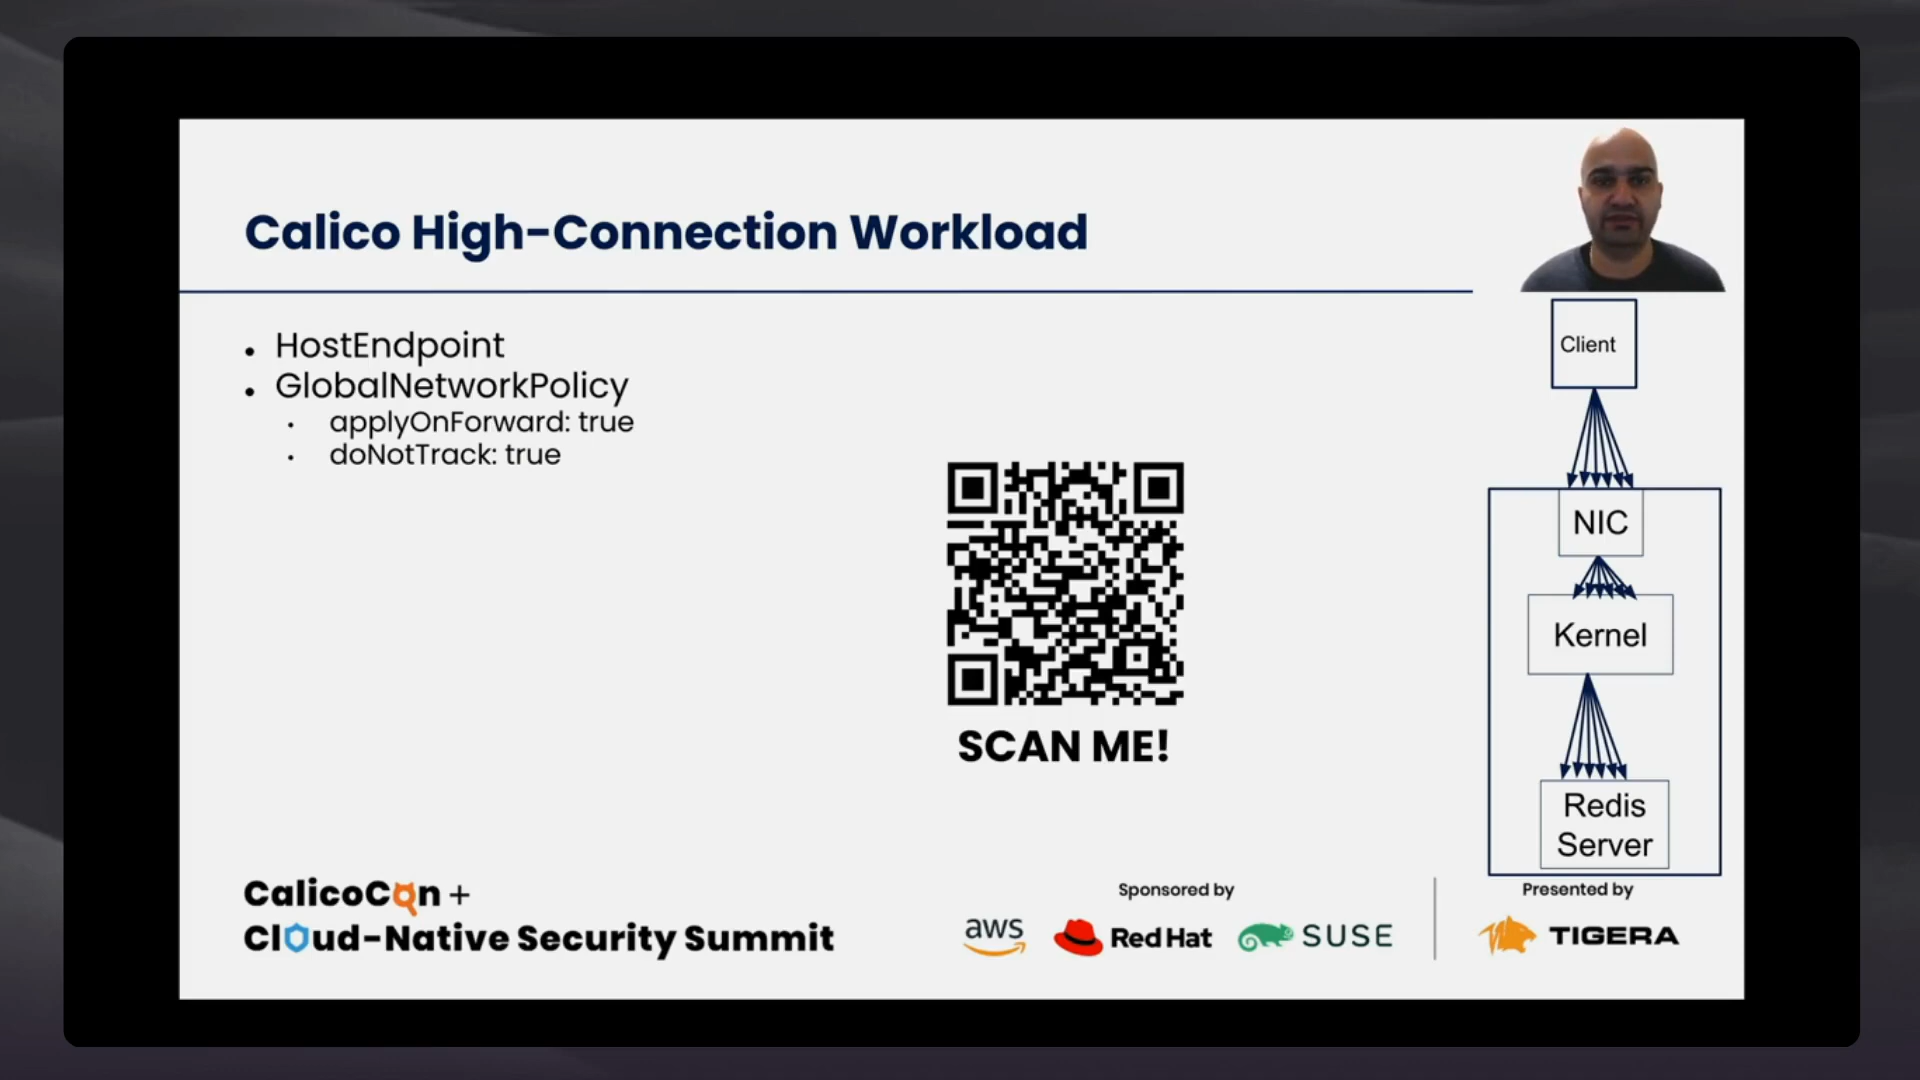 Calico High-Connection Workload
• HostEndpoint
• GlobalNetworkPolicy
• applyOnForward: true
• doNotTrack: true
SCAN ME!
Client
NIC
Kernel
Redis
Server
CalicoCon +
Cloud-Native Security Summit
Sponsored by
aws
Red Hat
SUSE
Presented by
TIGERA